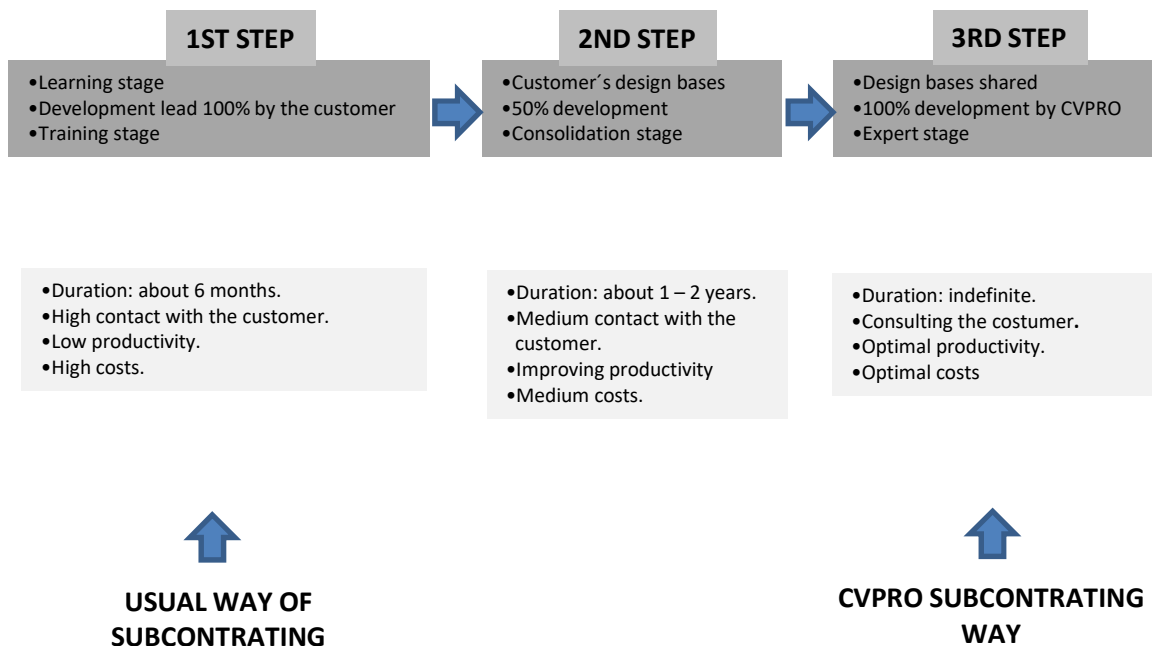 1ST STEP
•Learning stage
•Development lead 100% by the customer
•Training stage
2ND STEP
•Customer´s design bases
•50% development
•Consolidation stage
3RD STEP
•Design bases shared
•100% development by CVPRO
•Expert stage
•Duration: about 6 months.
•High contact with the customer.
•Low productivity.
•High costs.
•Duration: about 1 – 2 years.
•Medium contact with the
customer.
•Improving productivity
•Medium costs.
•Duration: indefinite.
•Consulting the costumer.
•Optimal productivity.
•Optimal costs
USUAL WAY OF
SUBCONTRATING
CVPRO SUBCONTRATING
WAY